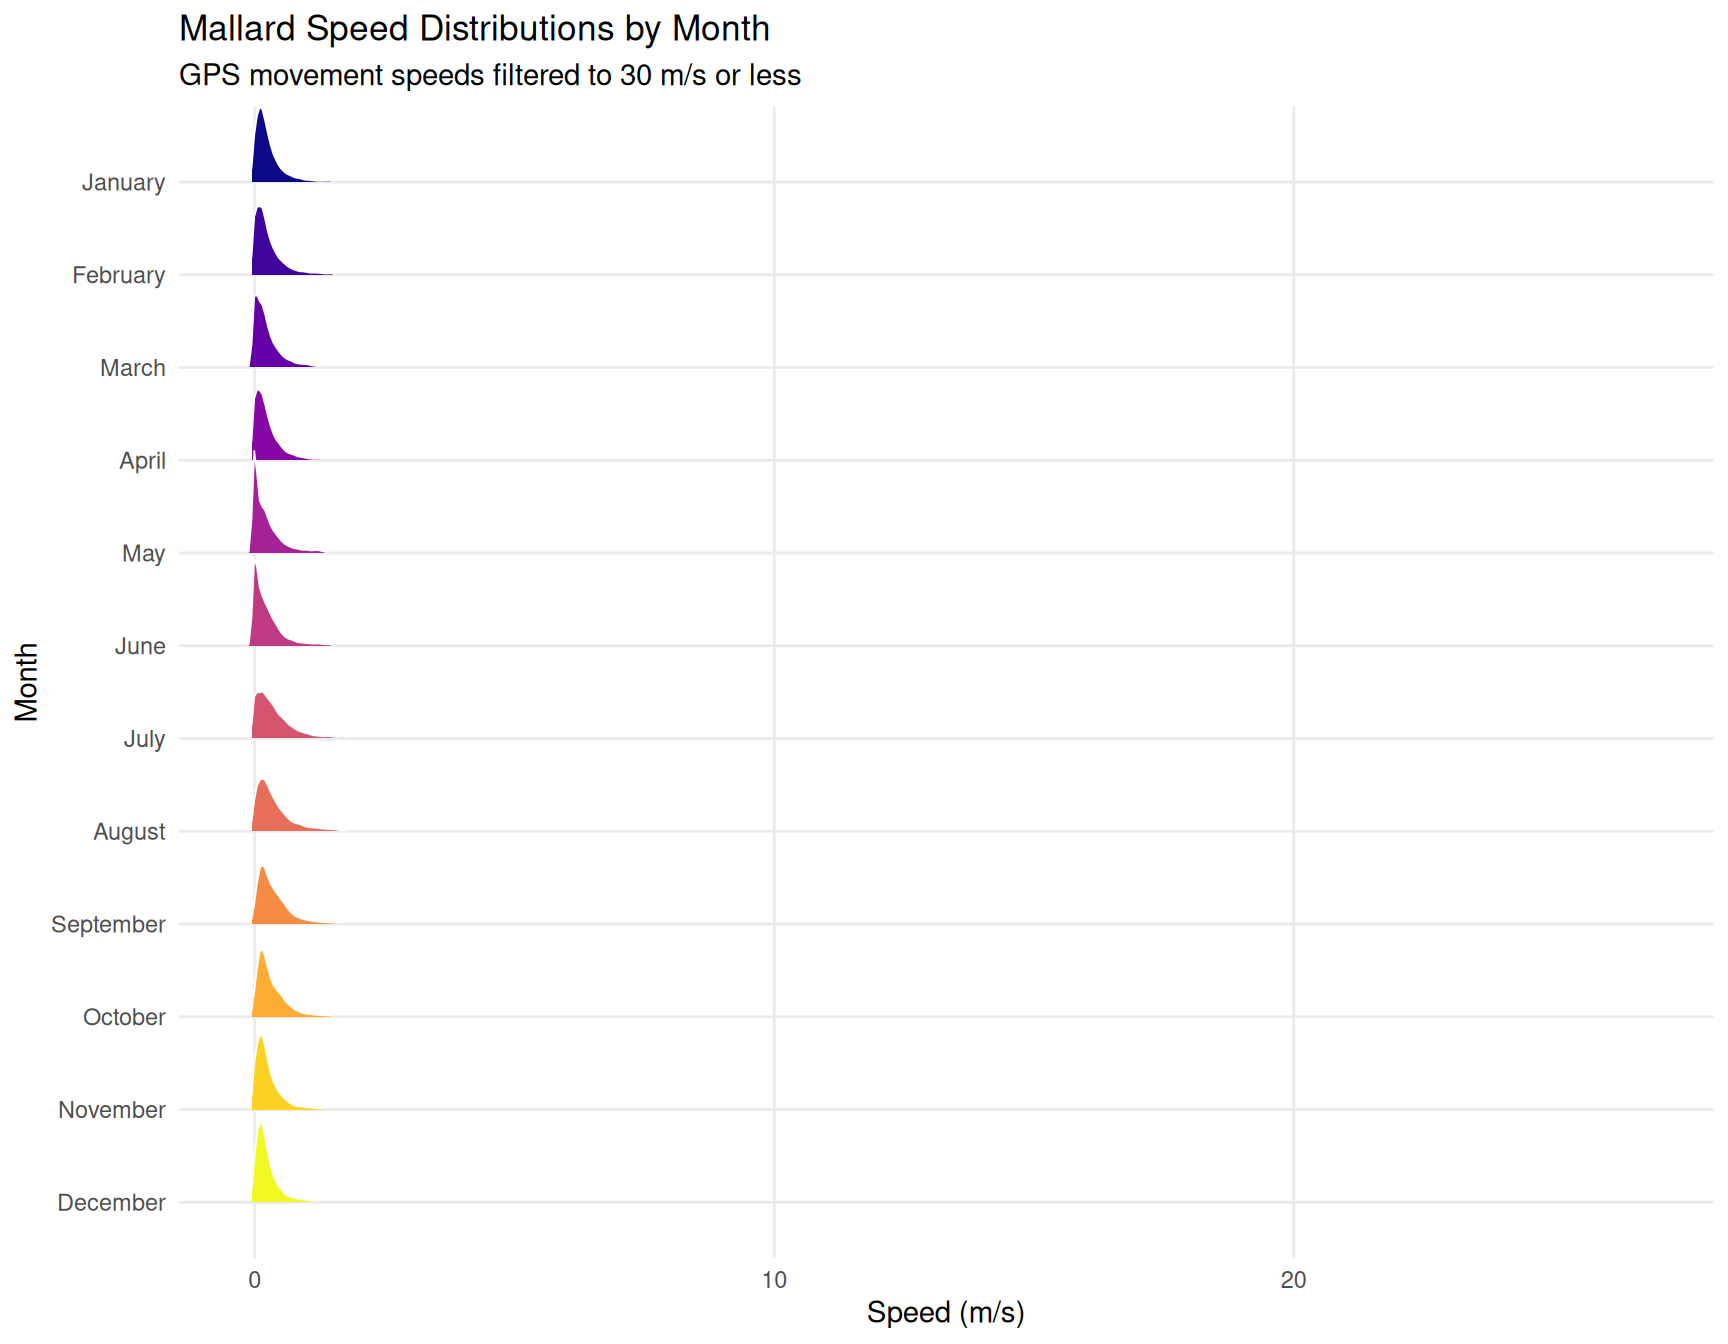 Mallard Speed Distributions by Month
GPS movement speeds filtered to 30 m/s or less
January
February
March
April
May
June
July
August
September
October
November
December
Month
0 10 20
Speed (m/s)